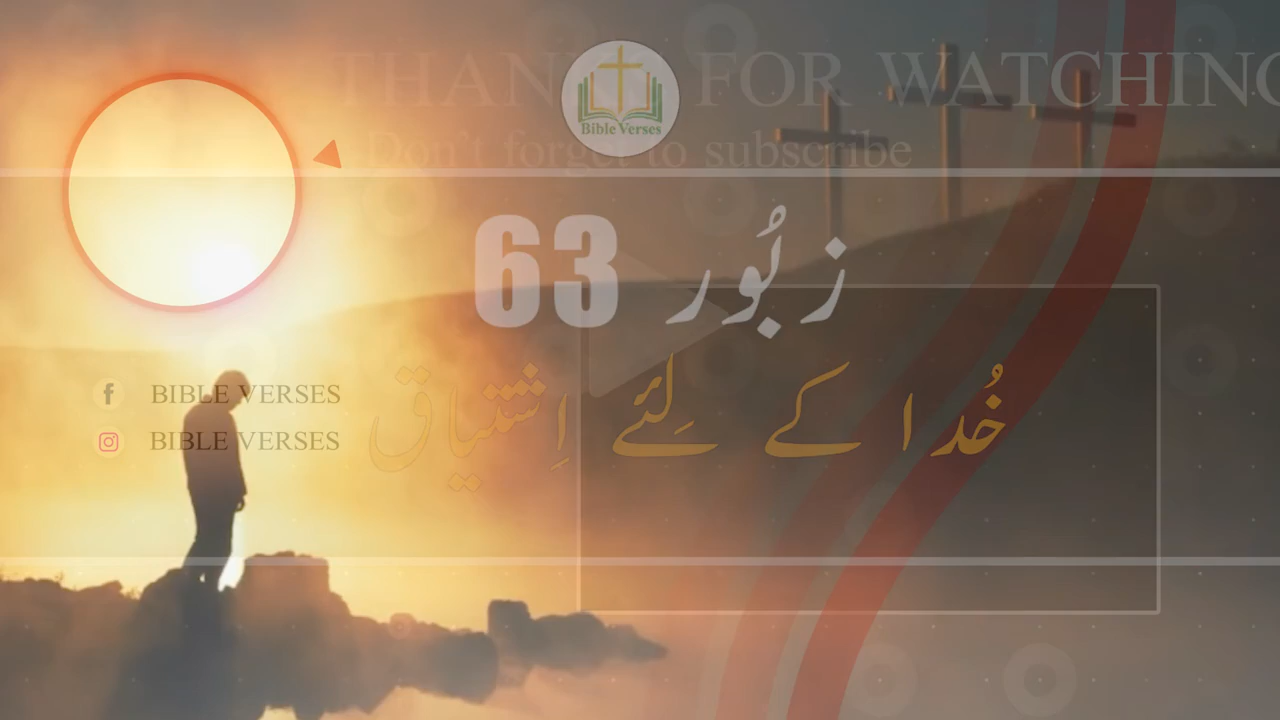 THANKS FOR WATCHING
Bible Verses
Don't forget to subscribe
زبُور 63
خُدا کے لِئے اِشتیاق
BIBLE VERSES
BIBLE VERSES